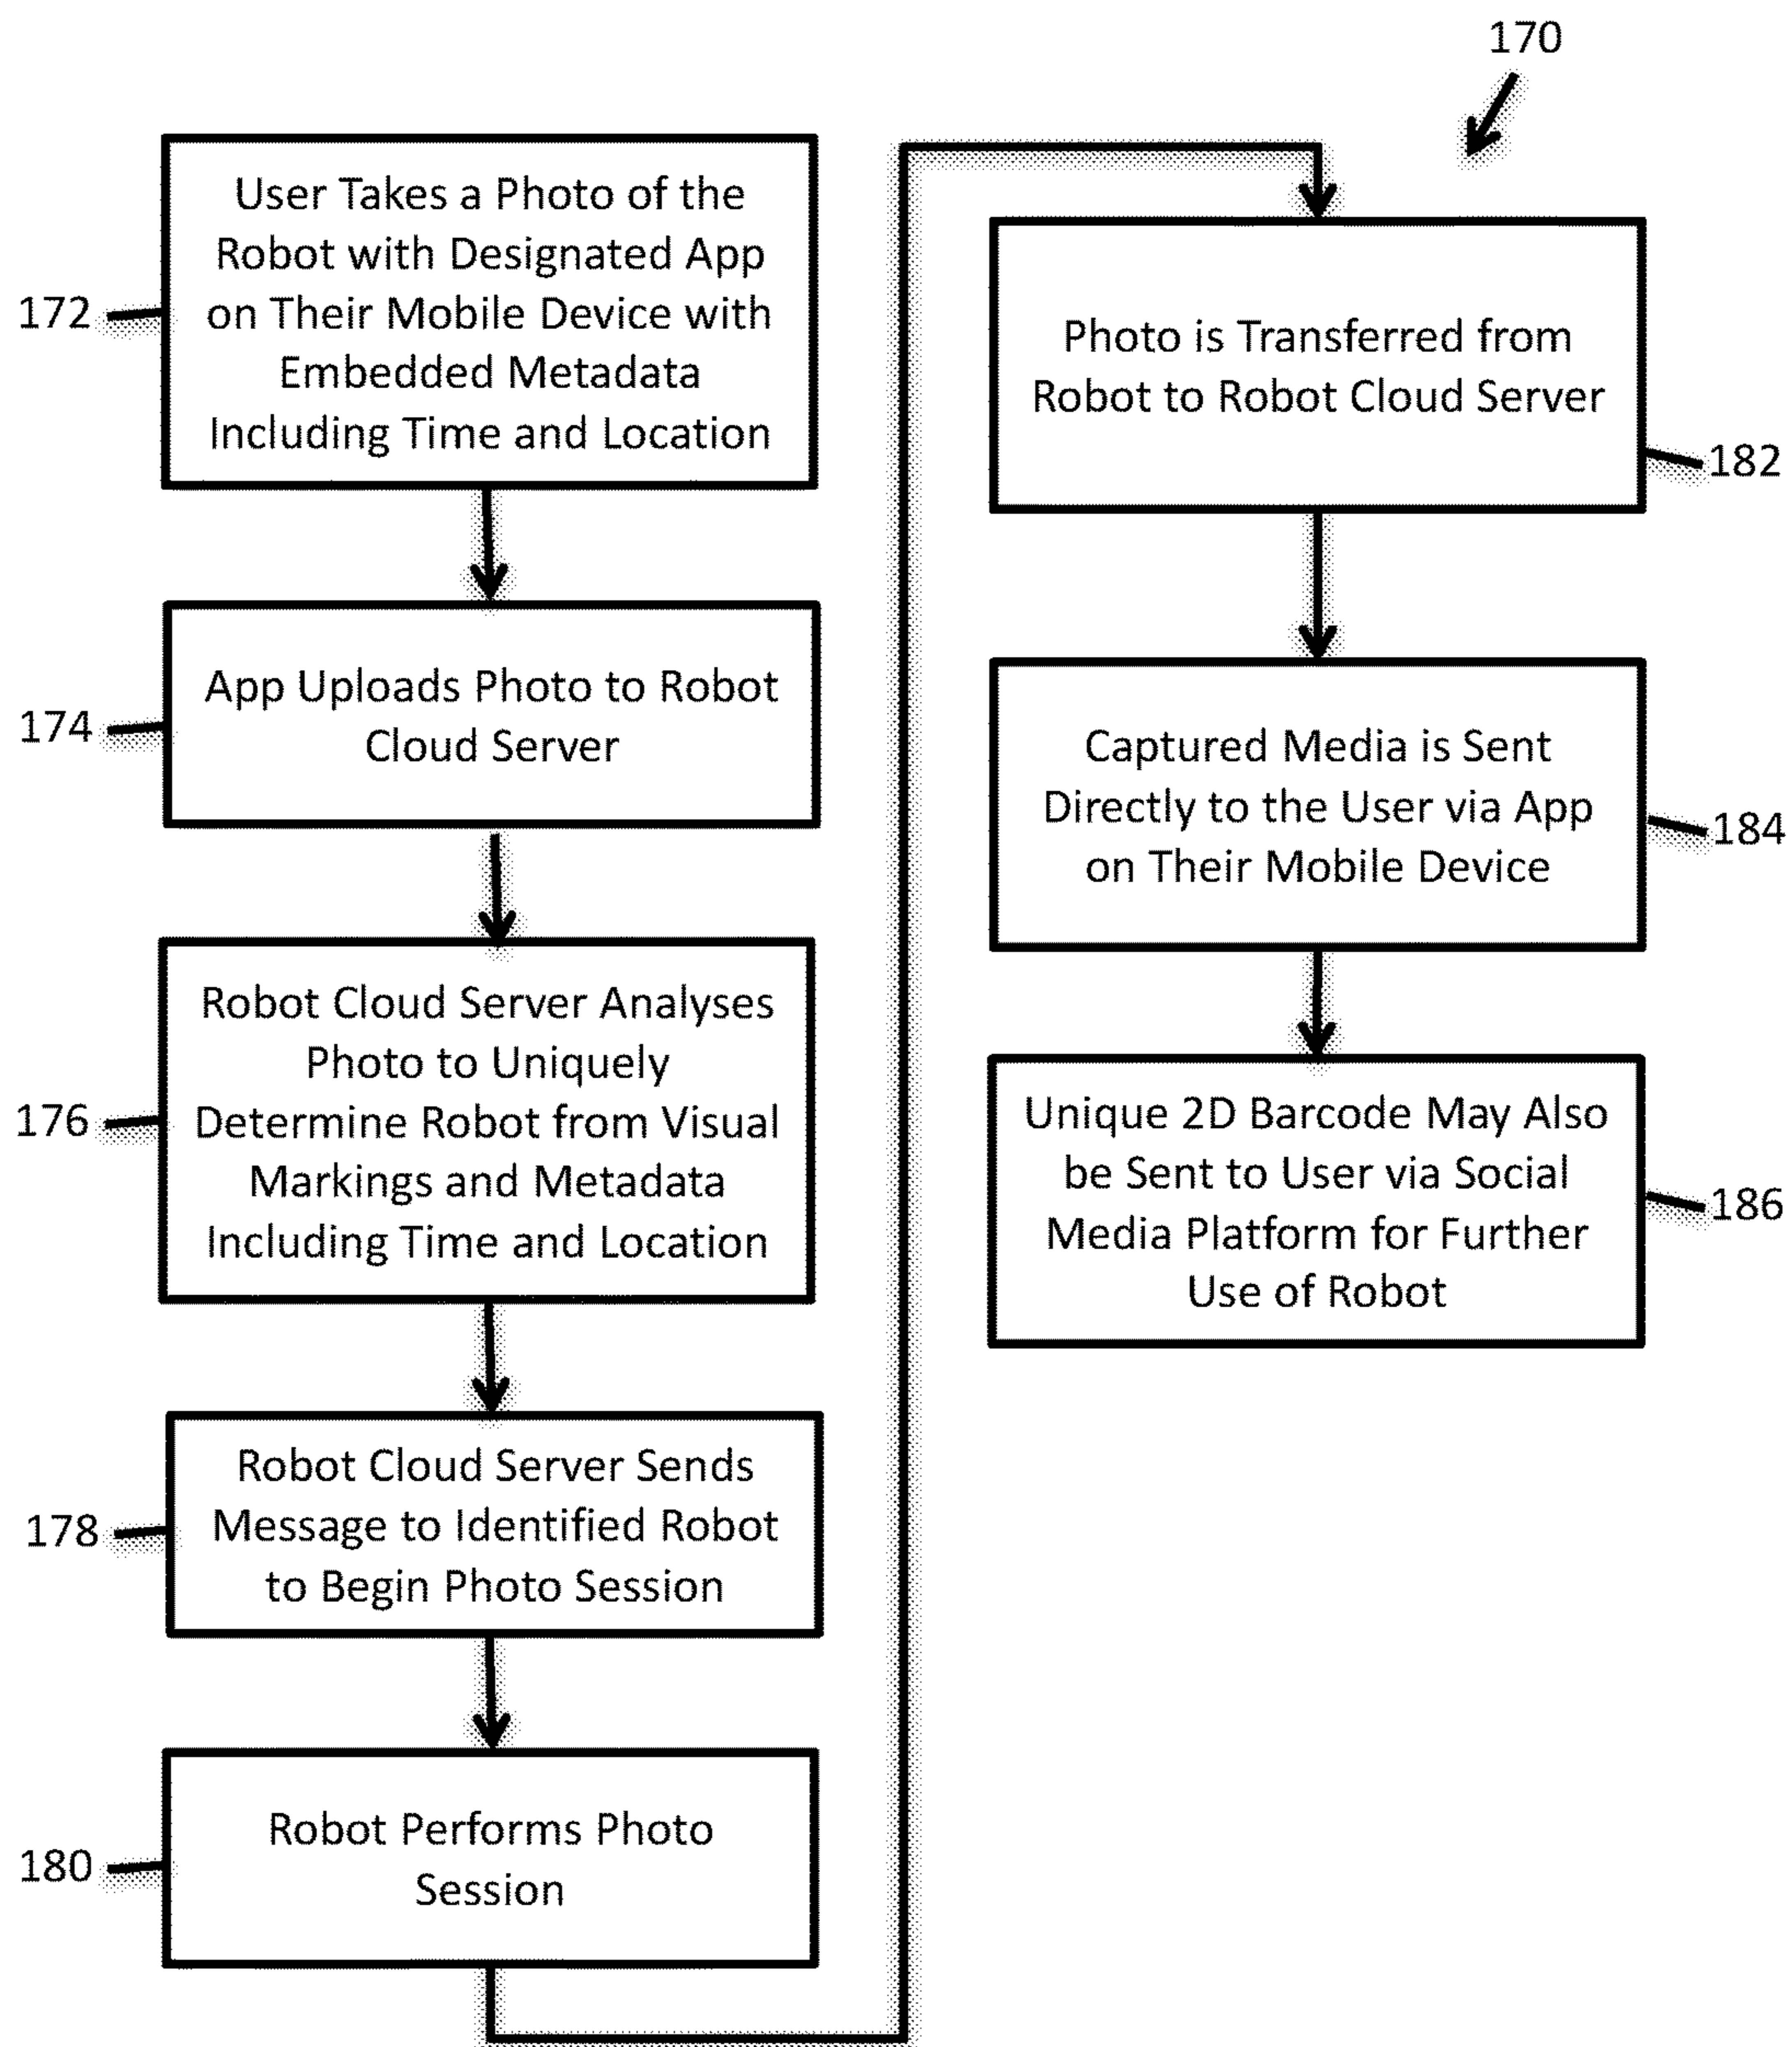 170
172
User Takes a Photo of the
Robot with Designated App
on Their Mobile Device with
Embedded Metadata
Including Time and Location
174
App Uploads Photo to Robot
Cloud Server
176
Robot Cloud Server Analyses
Photo to Uniquely
Determine Robot from Visual
Markings and Metadata
Including Time and Location
178
Robot Cloud Server Sends
Message to Identified Robot
to Begin Photo Session
180
Robot Performs Photo
Session
Photo is Transferred from
Robot to Robot Cloud Server
182
Captured Media is Sent
Directly to the User via App
on Their Mobile Device
184
Unique 2D Barcode May Also
be Sent to User via Social
Media Platform for Further
Use of Robot
186